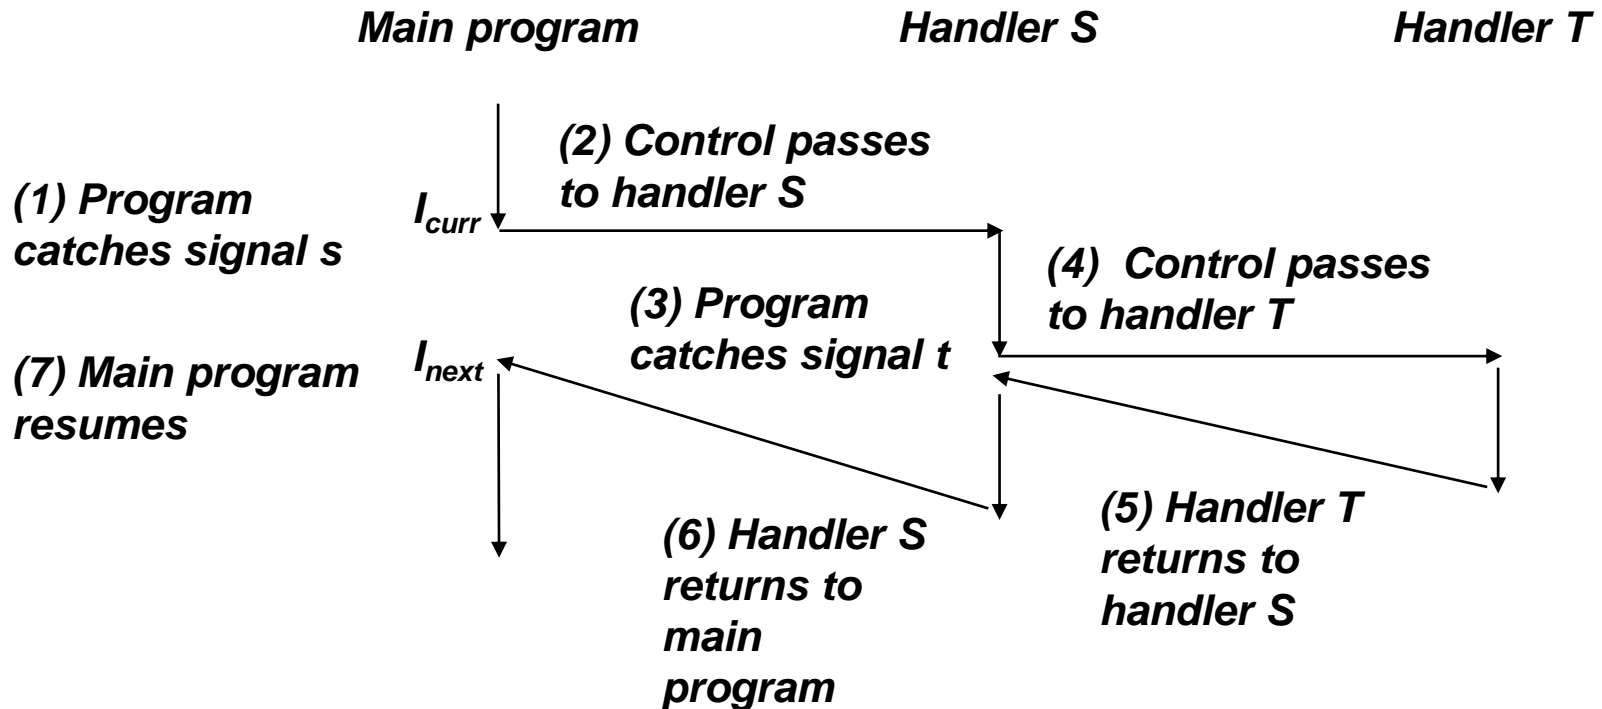 Main program
Handler S
Handler T
(2) Control passes
to handler S
(1) Program
catches signal s
I_curr
(4) Control passes
to handler T
(3) Program
catches signal t
(7) Main program
resumes
I_next
(5) Handler T
returns to
handler S
(6) Handler S
returns to
main
program